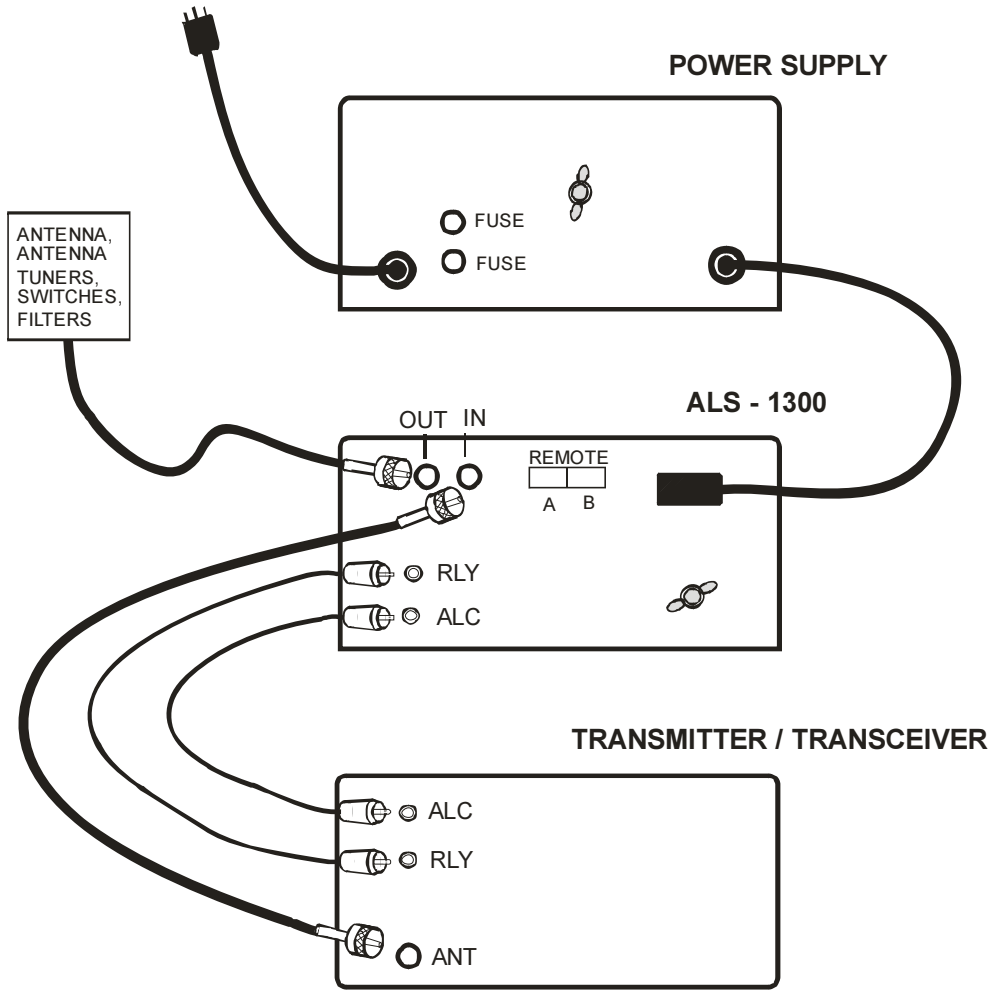 POWER SUPPLY
FUSE
FUSE
ANTENNA,
ANTENNA
TUNERS,
SWITCHES,
FILTERS
ALS - 1300
OUT IN
REMOTE
A B
RLY
ALC
TRANSMITTER / TRANSCEIVER
ALC
RLY
ANT